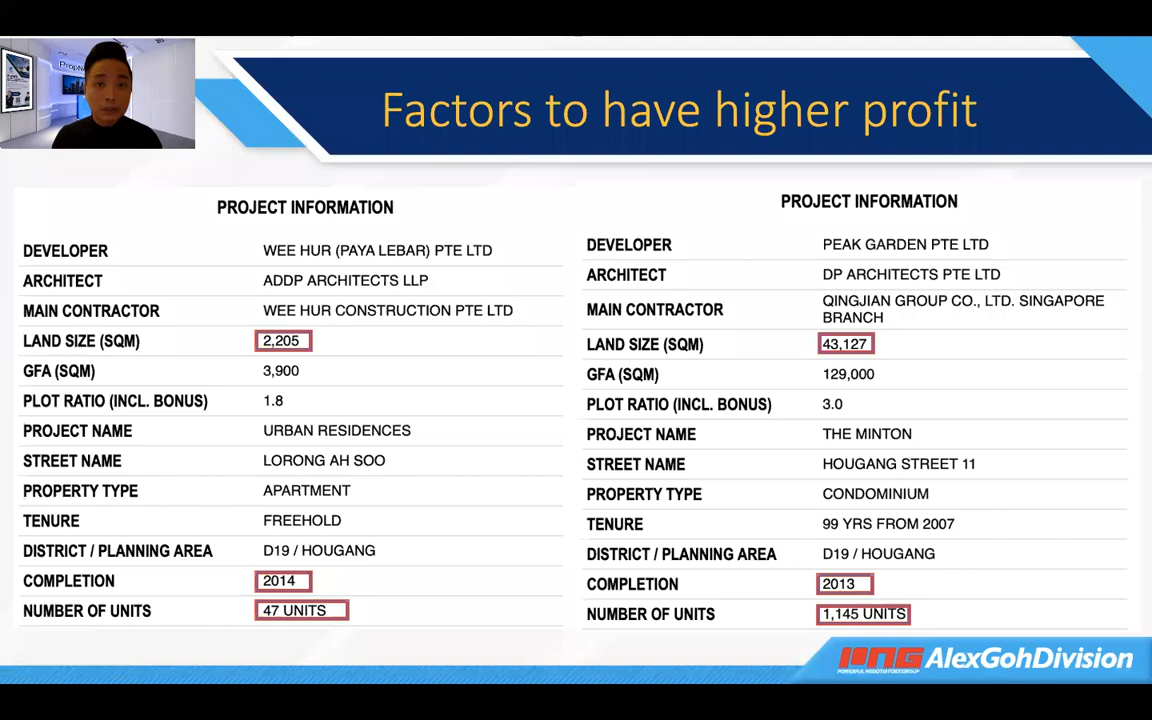 Factors to have higher profit
PROJECT INFORMATION
DEVELOPER WEE HUR (PAYA LEBAR) PTE LTD
ARCHITECT ADDP ARCHITECTS LLP
MAIN CONTRACTOR WEE HUR CONSTRUCTION PTE LTD
LAND SIZE (SQM) 2,205
GFA (SQM) 3,900
PLOT RATIO (INCL. BONUS) 1.8
PROJECT NAME URBAN RESIDENCES
STREET NAME LORONG AH SOO
PROPERTY TYPE APARTMENT
TENURE FREEHOLD
DISTRICT / PLANNING AREA D19 / HOUGANG
COMPLETION 2014
NUMBER OF UNITS 47 UNITS
PROJECT INFORMATION
DEVELOPER PEAK GARDEN PTE LTD
ARCHITECT DP ARCHITECTS PTE LTD
MAIN CONTRACTOR QINGJIAN GROUP CO., LTD. SINGAPORE
BRANCH
LAND SIZE (SQM) 43,127
GFA (SQM) 129,000
PLOT RATIO (INCL. BONUS) 3.0
PROJECT NAME THE MINTON
STREET NAME HOUGANG STREET 11
PROPERTY TYPE CONDOMINIUM
TENURE 99 YRS FROM 2007
DISTRICT / PLANNING AREA D19 / HOUGANG
COMPLETION 2013
NUMBER OF UNITS 1,145 UNITS
PNG AlexGohDivision
POWERFUL NEGOTIATORS GROUP